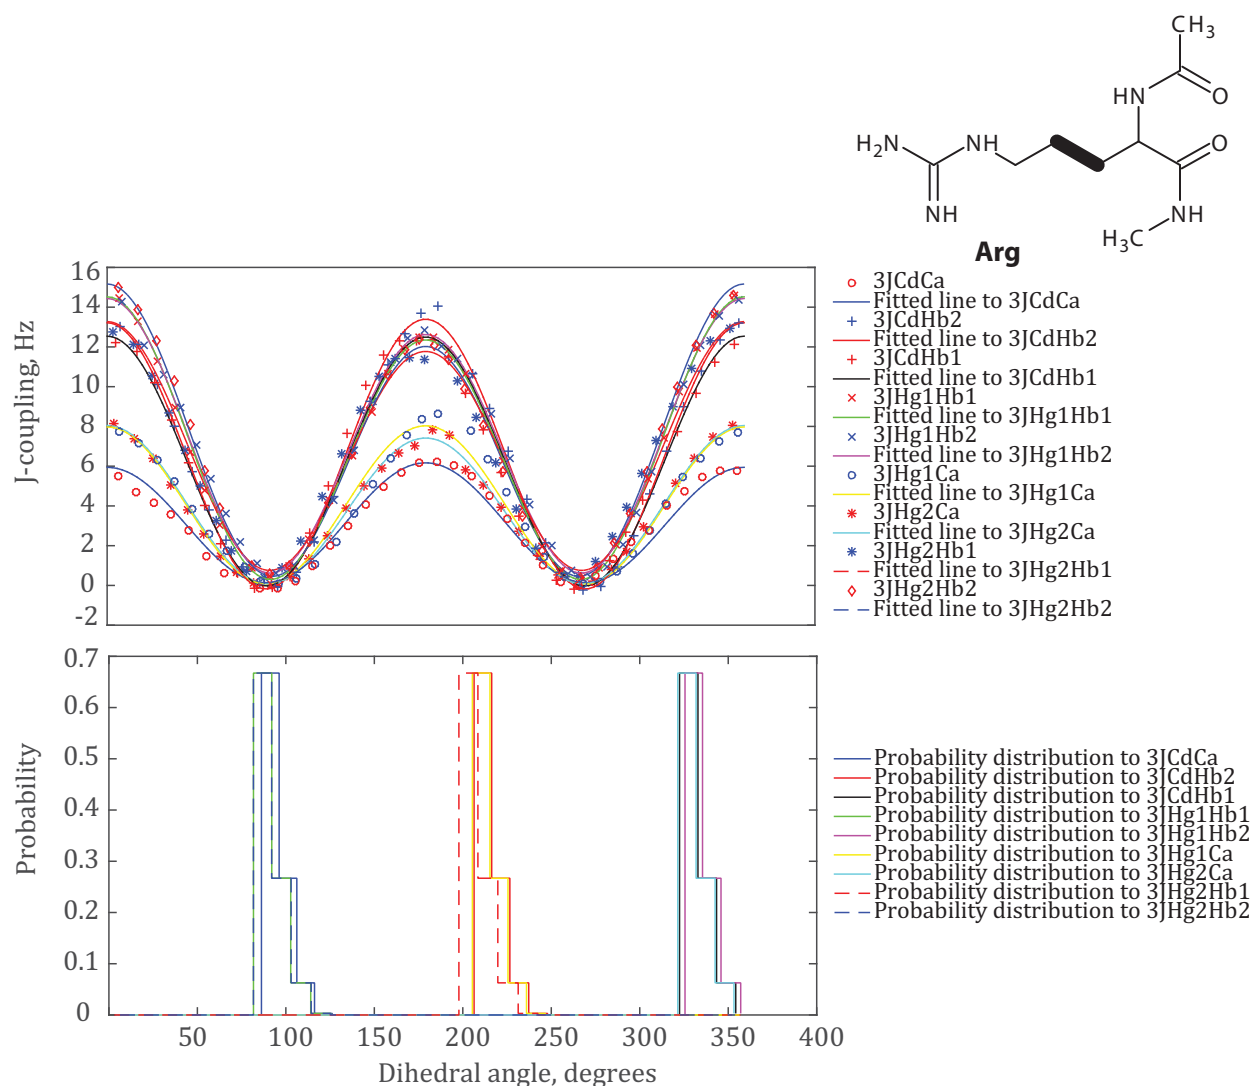 CH3
HN
O
H2N
NH
O
NH
NH
H3C
Arg
16
14
12
10
8
6
4
2
0
-2
J-coupling, Hz
3JCdCa
Fitted line to 3JCdCa
3JCdHb2
Fitted line to 3JCdHb2
3JCdHb1
Fitted line to 3JCdHb1
3JHg1Hb1
Fitted line to 3JHg1Hb1
3JHg1Hb2
Fitted line to 3JHg1Hb2
3JHg1Ca
Fitted line to 3JHg1Ca
3JHg2Ca
Fitted line to 3JHg2Ca
3JHg2Hb1
Fitted line to 3JHg2Hb1
3JHg2Hb2
Fitted line to 3JHg2Hb2
0.7
0.6
0.5
0.4
0.3
0.2
0.1
0
Probability
50 100 150 200 250 300 350 400
Dihedral angle, degrees
Probability distribution to 3JCdCa
Probability distribution to 3JCdHb2
Probability distribution to 3JCdHb1
Probability distribution to 3JHg1Hb1
Probability distribution to 3JHg1Hb2
Probability distribution to 3JHg1Ca
Probability distribution to 3JHg2Ca
Probability distribution to 3JHg2Hb1
Probability distribution to 3JHg2Hb2